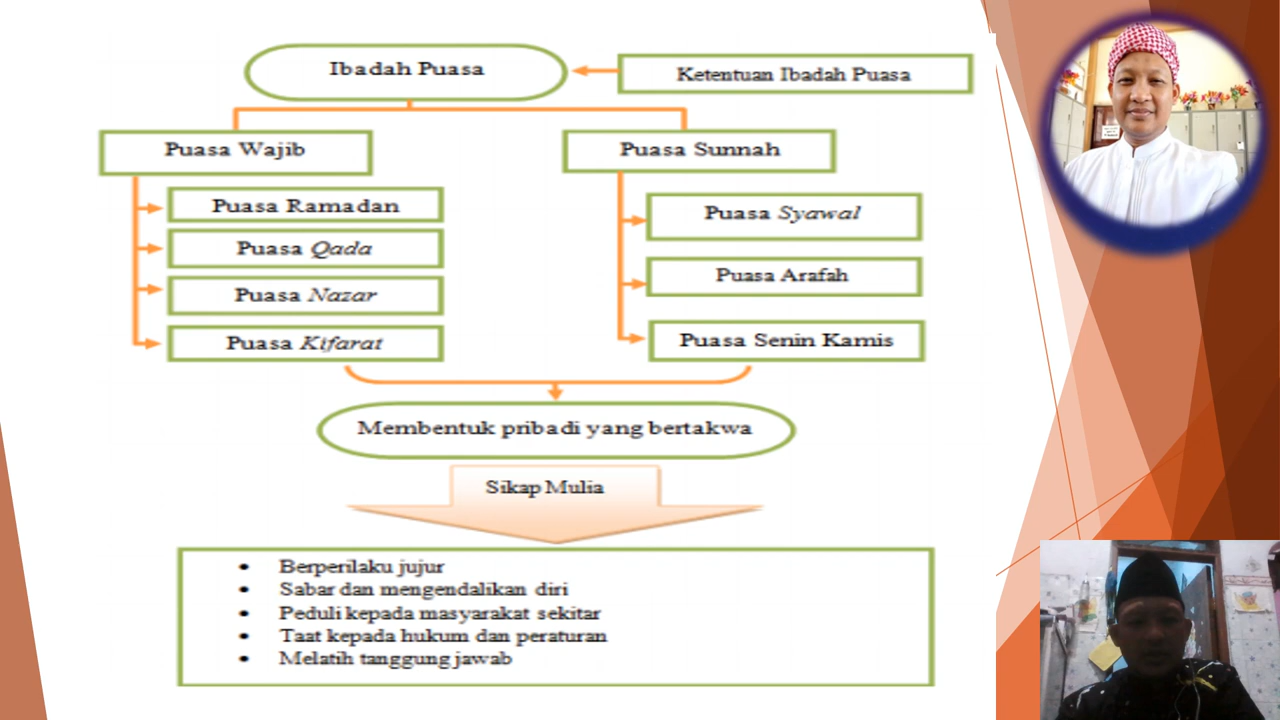 Ibadah Puasa
Ketentuan Ibadah Puasa
Puasa Wajib
Puasa Sunnah
Puasa Ramadan
Puasa Qada
Puasa Nazar
Puasa Kifarat
Puasa Syawal
Puasa Arafah
Puasa Senin Kamis
Membentuk pribadi yang bertakwa
Sikap Mulia
• Berperilaku jujur
• Sabar dan mengendalikan diri
• Peduli kepada masyarakat sekitar
• Taat kepada hukum dan peraturan
• Melatih tanggung jawab